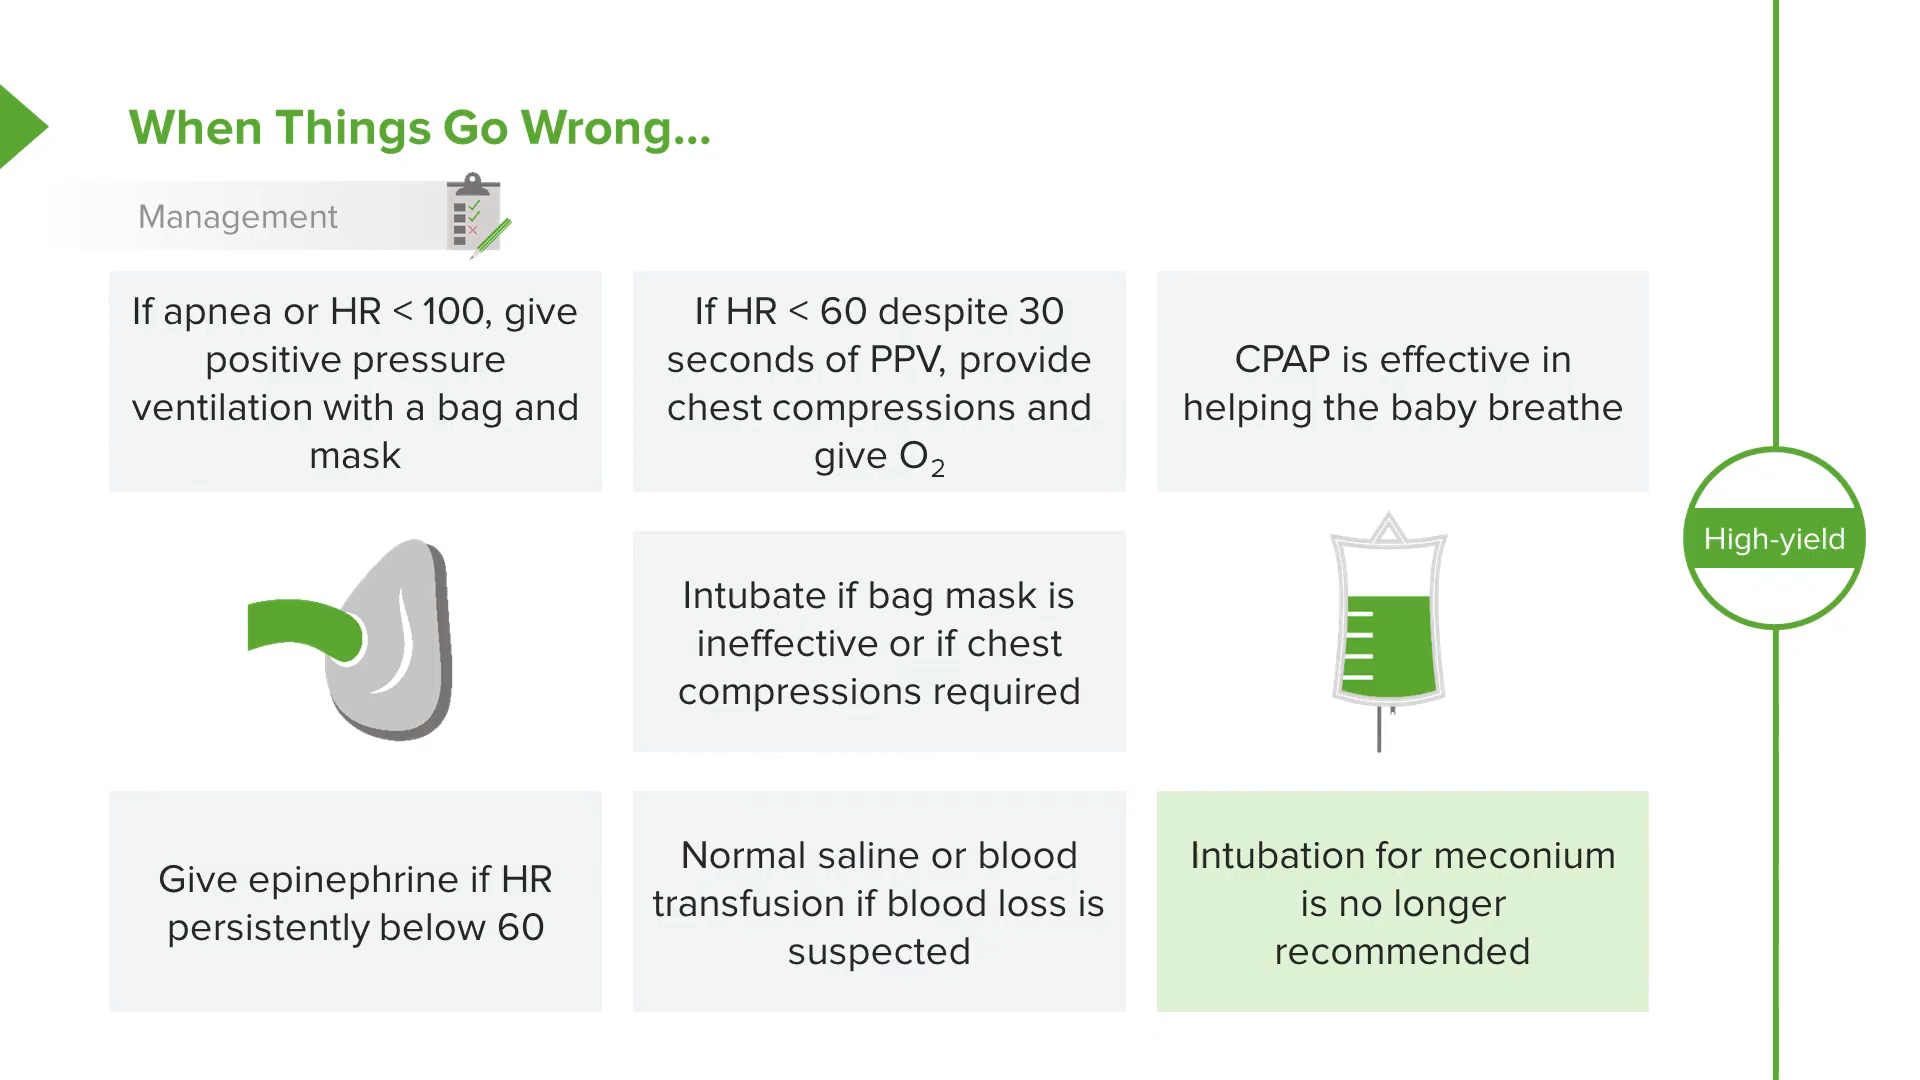 When Things Go Wrong...
Management
If apnea or HR < 100, give
positive pressure
ventilation with a bag and
mask
If HR < 60 despite 30
seconds of PPV, provide
chest compressions and
give O₂
CPAP is effective in
helping the baby breathe
High-yield
Intubate if bag mask is
ineffective or if chest
compressions required
Give epinephrine if HR
persistently below 60
Normal saline or blood
transfusion if blood loss is
suspected
Intubation for meconium
is no longer
recommended